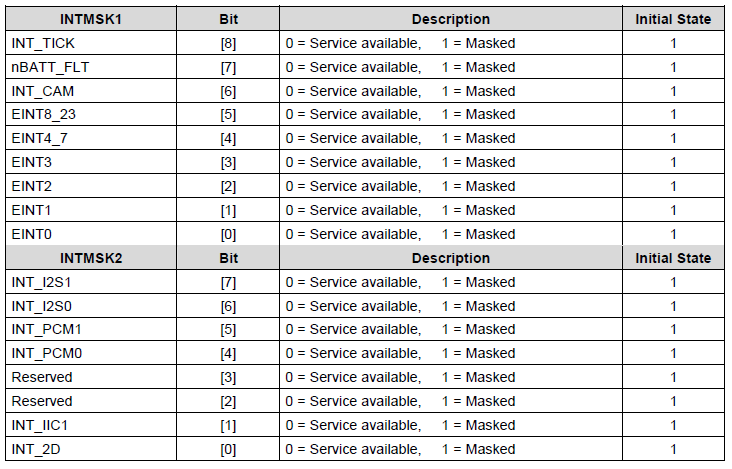 INTMSK1 Bit Description Initial State
INT_TICK [8] 0 = Service available, 1 = Masked 1
nBATT_FLT [7] 0 = Service available, 1 = Masked 1
INT_CAM [6] 0 = Service available, 1 = Masked 1
EINT8_23 [5] 0 = Service available, 1 = Masked 1
EINT4_7 [4] 0 = Service available, 1 = Masked 1
EINT3 [3] 0 = Service available, 1 = Masked 1
EINT2 [2] 0 = Service available, 1 = Masked 1
EINT1 [1] 0 = Service available, 1 = Masked 1
EINT0 [0] 0 = Service available, 1 = Masked 1
INTMSK2 Bit Description Initial State
INT_I2S1 [7] 0 = Service available, 1 = Masked 1
INT_I2S0 [6] 0 = Service available, 1 = Masked 1
INT_PCM1 [5] 0 = Service available, 1 = Masked 1
INT_PCM0 [4] 0 = Service available, 1 = Masked 1
Reserved [3] 0 = Service available, 1 = Masked 1
Reserved [2] 0 = Service available, 1 = Masked 1
INT_IIC1 [1] 0 = Service available, 1 = Masked 1
INT_2D [0] 0 = Service available, 1 = Masked 1